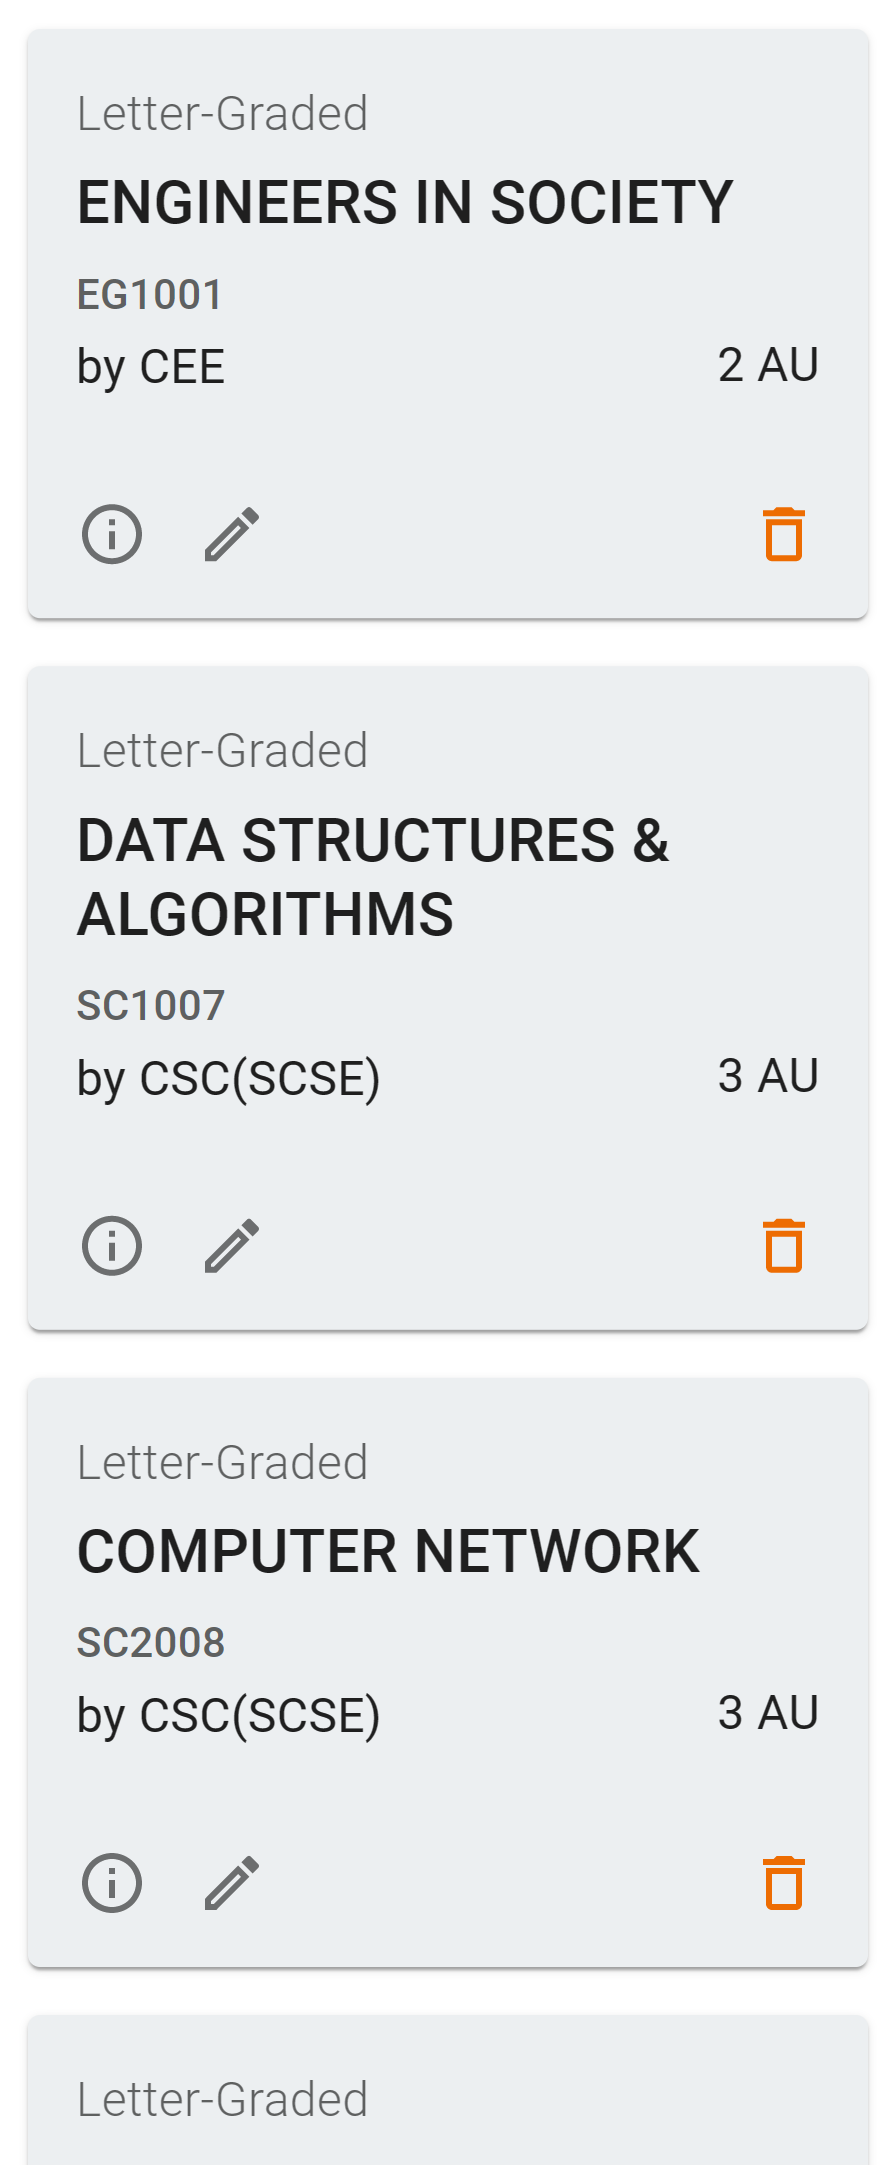 Letter-Graded
ENGINEERS IN SOCIETY
EG1001
by CEE 2 AU
Letter-Graded
DATA STRUCTURES &
ALGORITHMS
SC1007
by CSC(SCSE) 3 AU
Letter-Graded
COMPUTER NETWORK
SC2008
by CSC(SCSE) 3 AU
Letter-Graded